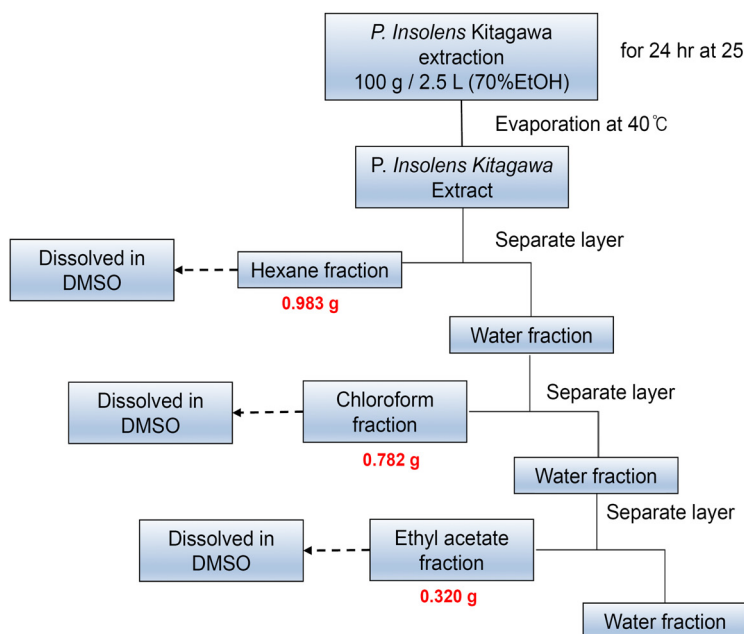 P. Insolens Kitagawa
extraction
100 g / 2.5 L (70%EtOH)
for 24 hr at 25
Evaporation at 40℃
P. Insolens Kitagawa
Extract
Separate layer
Dissolved in
DMSO
Hexane fraction
0.983 g
Water fraction
Separate layer
Dissolved in
DMSO
Chloroform
fraction
0.782 g
Water fraction
Separate layer
Dissolved in
DMSO
Ethyl acetate
fraction
0.320 g
Water fraction